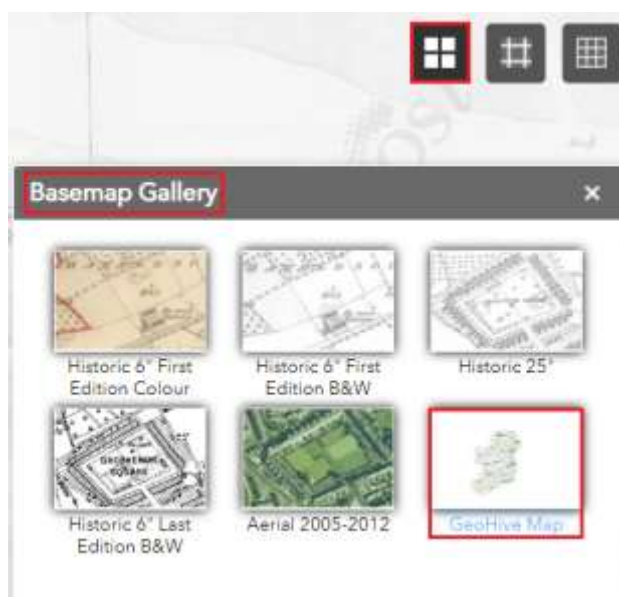 Basemap Gallery ×
Historic 6" First
Edition Colour
Historic 6" First
Edition B&W
Historic 25"
Historic 6" Last
Edition B&W
Aerial 2005-2012
GeoHive Map